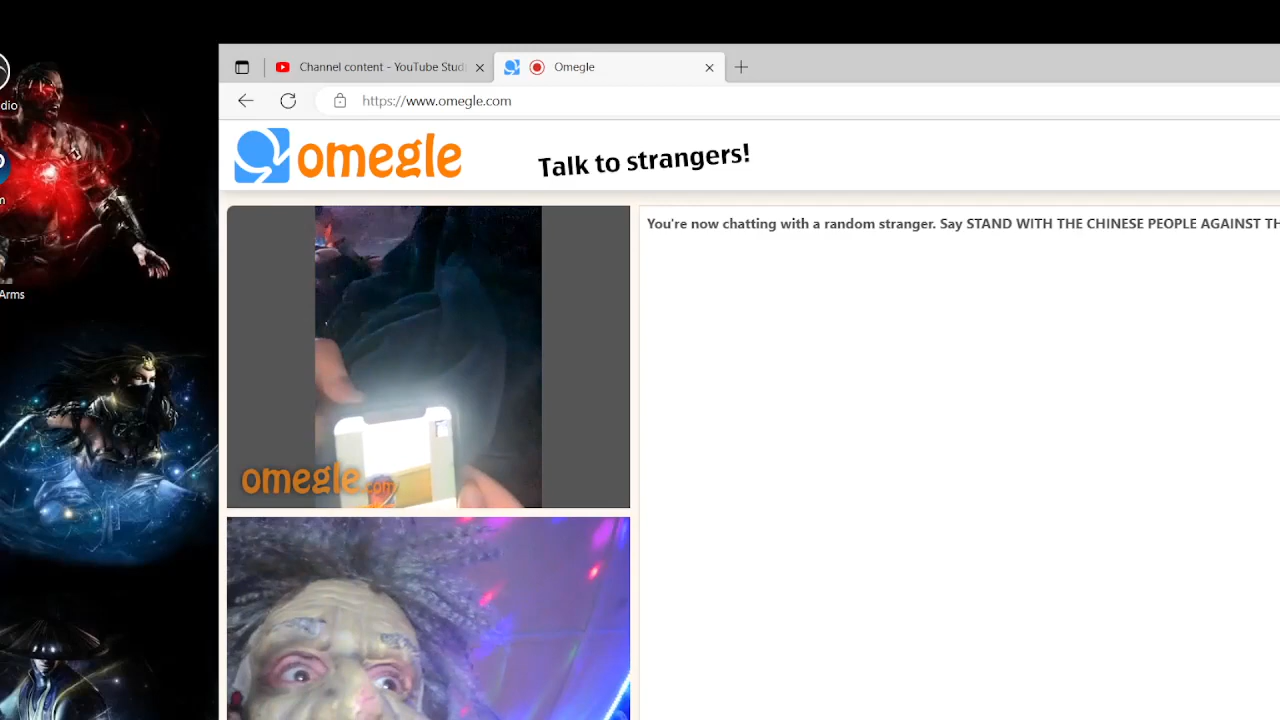 dio
Channel content - YouTube Studi
Omegle
https://www.omegle.com
omegle
Talk to strangers!
You're now chatting with a random stranger. Say STAND WITH THE CHINESE PEOPLE AGAINST TH
m
Arms
omegle.com